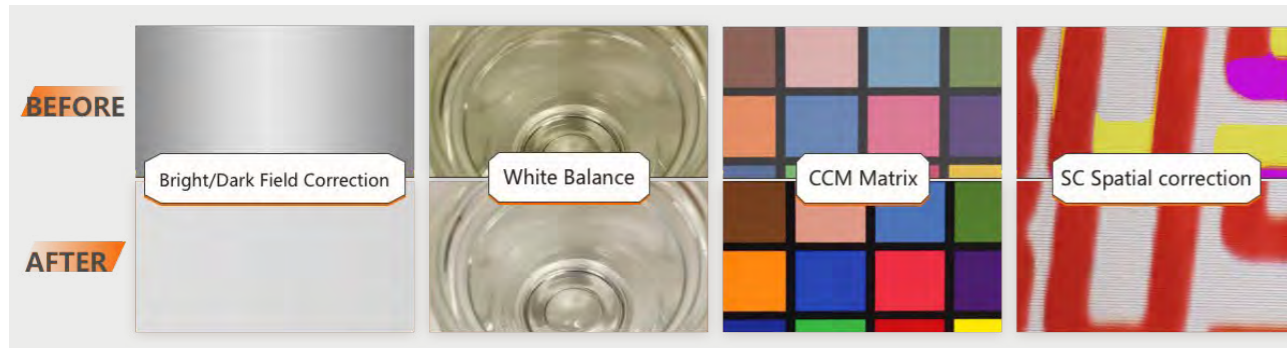 BEFORE
Bright/Dark Field Correction
White Balance
CCM Matrix
SC Spatial correction
AFTER